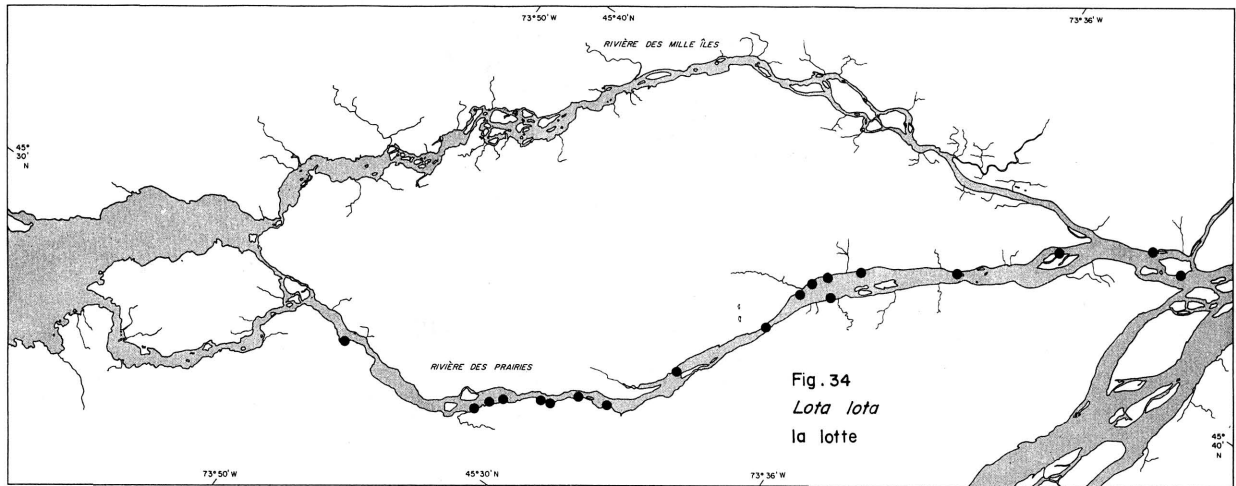 73°50' W
45°40'
73°36' W
RIVIÈRE DES MILLE ÎLES
45°
30'
N
RIVIÈRE DES PRAIRIES
Fig. 34
Lota lota
la lotte
45°
40'
N
73°50' W
45°30'
73°36' W